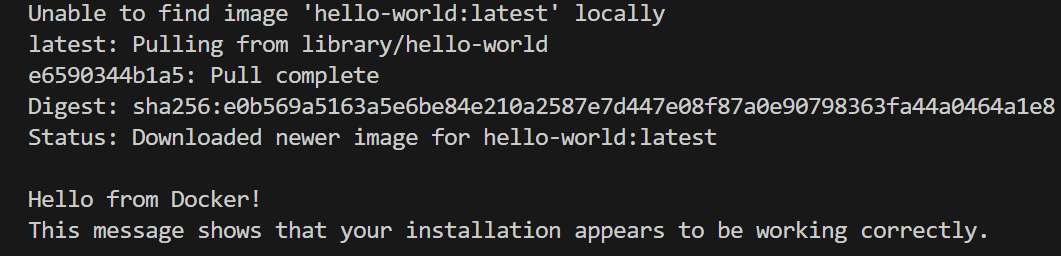 Unable to find image 'hello-world:latest' locally
latest: Pulling from library/hello-world
e6590344b1a5: Pull complete
Digest: sha256:e0b569a5163a5e6be84e210a2587e7d447e08f87a0e90798363fa44a0464a1e8
Status: Downloaded newer image for hello-world:latest
Hello from Docker!
This message shows that your installation appears to be working correctly.